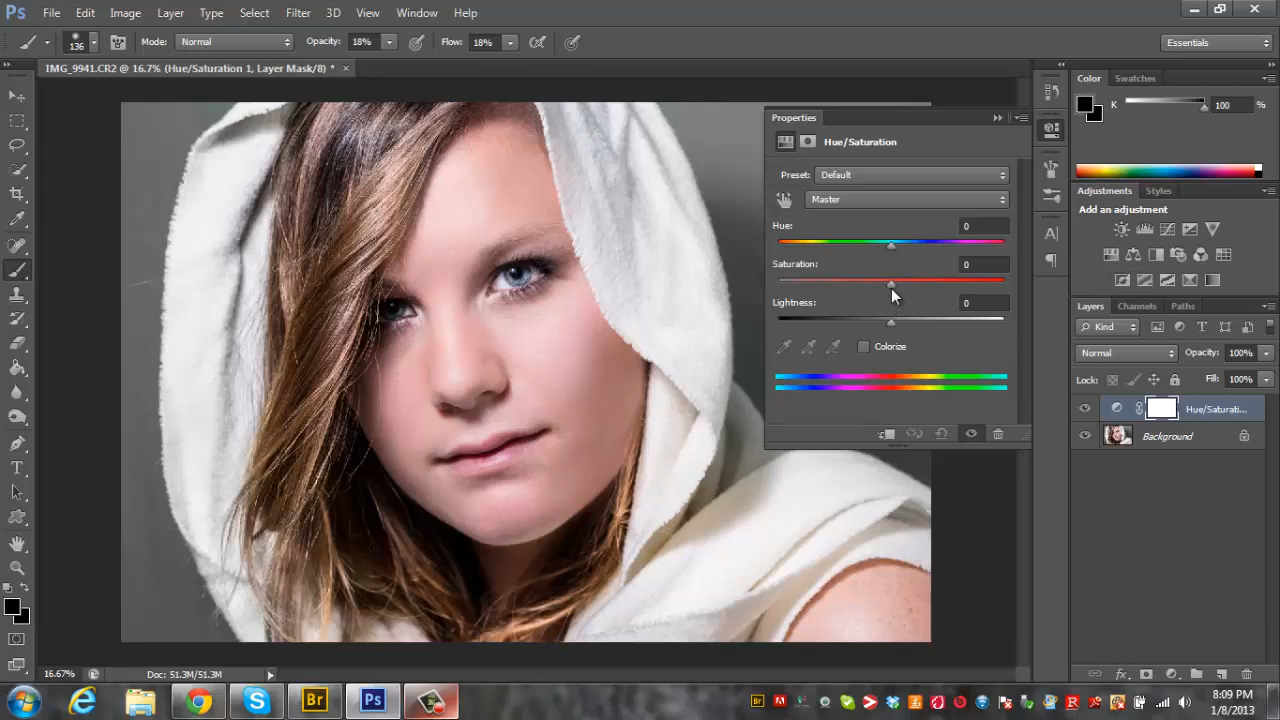 Ps File Edit Image Layer Type Select Filter 3D View Window Help
136 Mode: Normal Opacity: 18% Flow: 18% Essentials
IMG_9941.CR2 @ 16.7% (Hue/Saturation 1, Layer Mask/8) * ×
Color Swatches
K 100 %
Properties
Hue/Saturation
Preset: Default
Master
Hue: 0
Saturation: 0
Lightness: 0
Colorize
Adjustments Styles
Add an adjustment
Layers Channels Paths
Kind
Normal Opacity: 100%
Lock: Fill: 100%
Hue/Saturati...
Background
16.67% Doc: 51.3M/51.3M
Br Ps
8:09 PM
1/8/2013